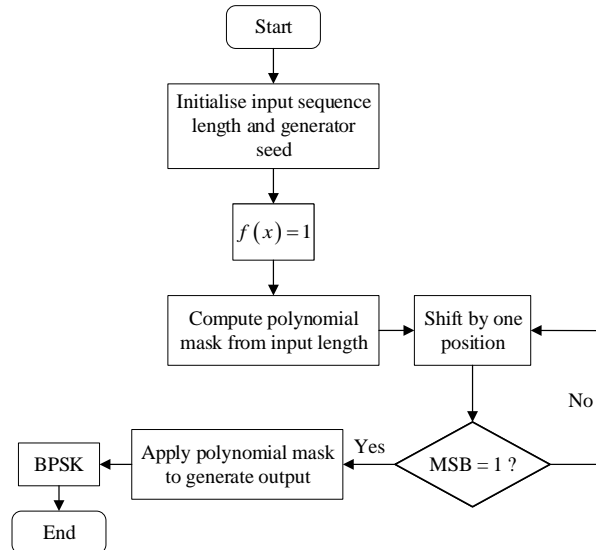 Start
Initialise input sequence
length and generator
seed
f(x)=1
Compute polynomial
mask from input length
Shift by one
position
No
MSB = 1 ?
Yes
Apply polynomial mask
to generate output
BPSK
End